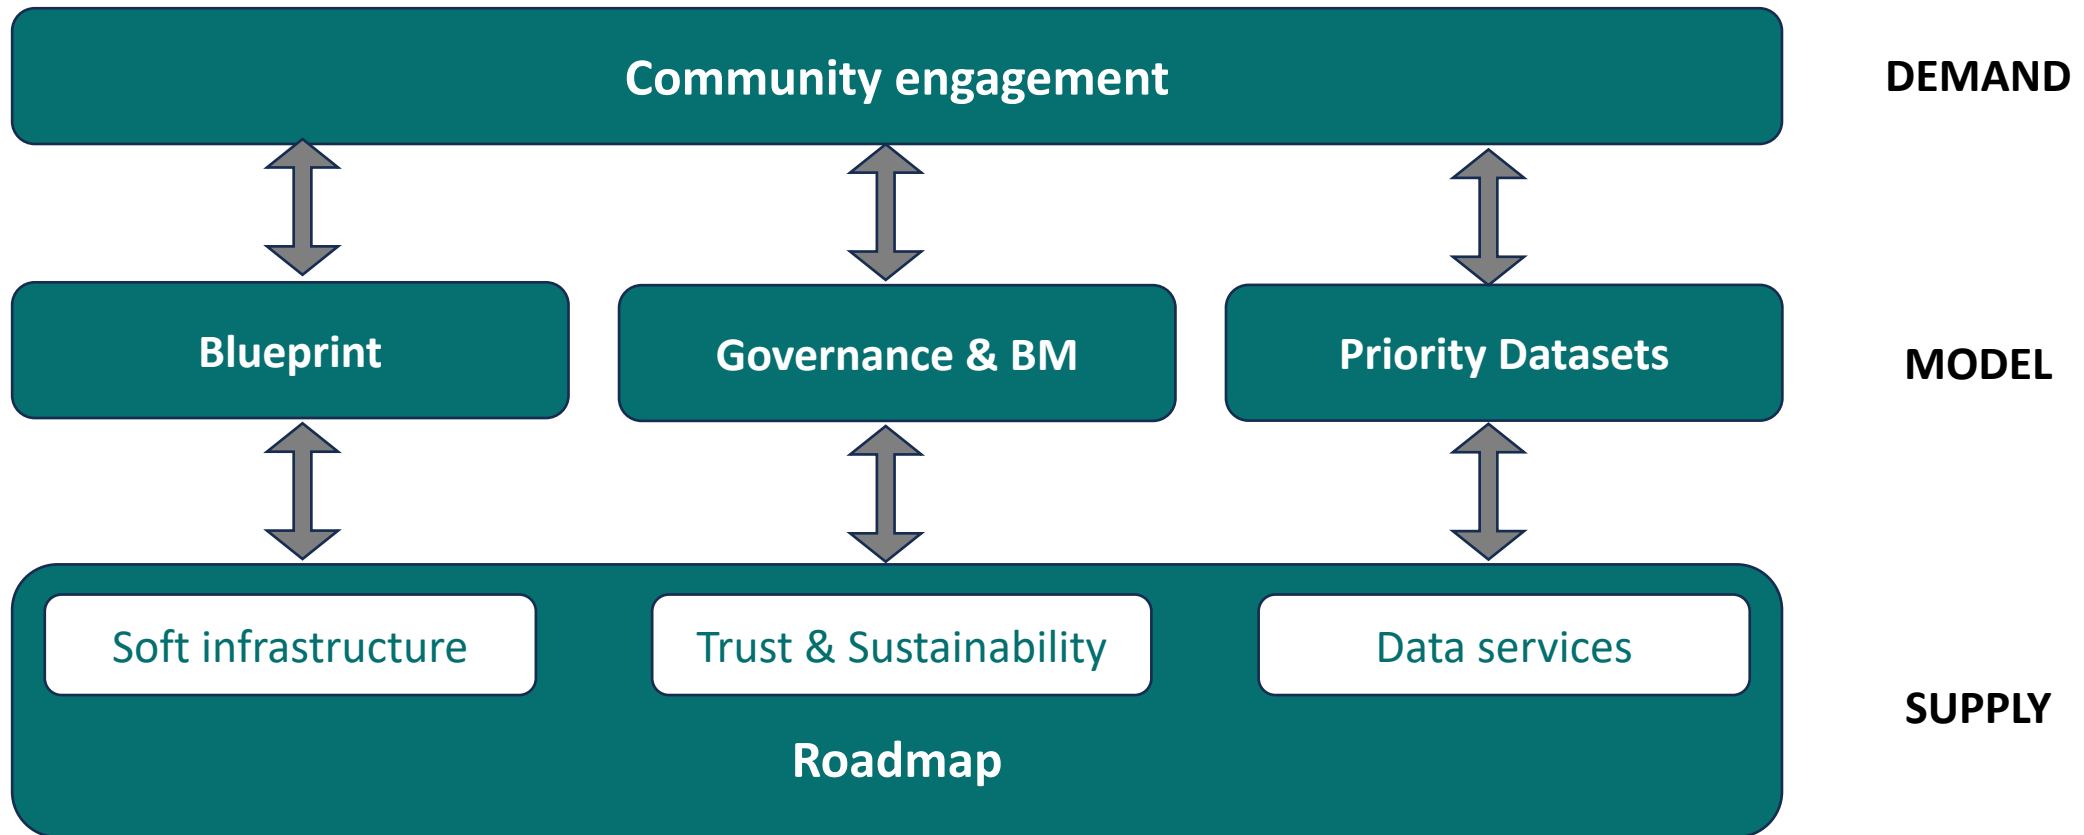 Community engagement
DEMAND
Blueprint
Governance & BM
Priority Datasets
MODEL
Soft infrastructure
Trust & Sustainability
Data services
SUPPLY
Roadmap